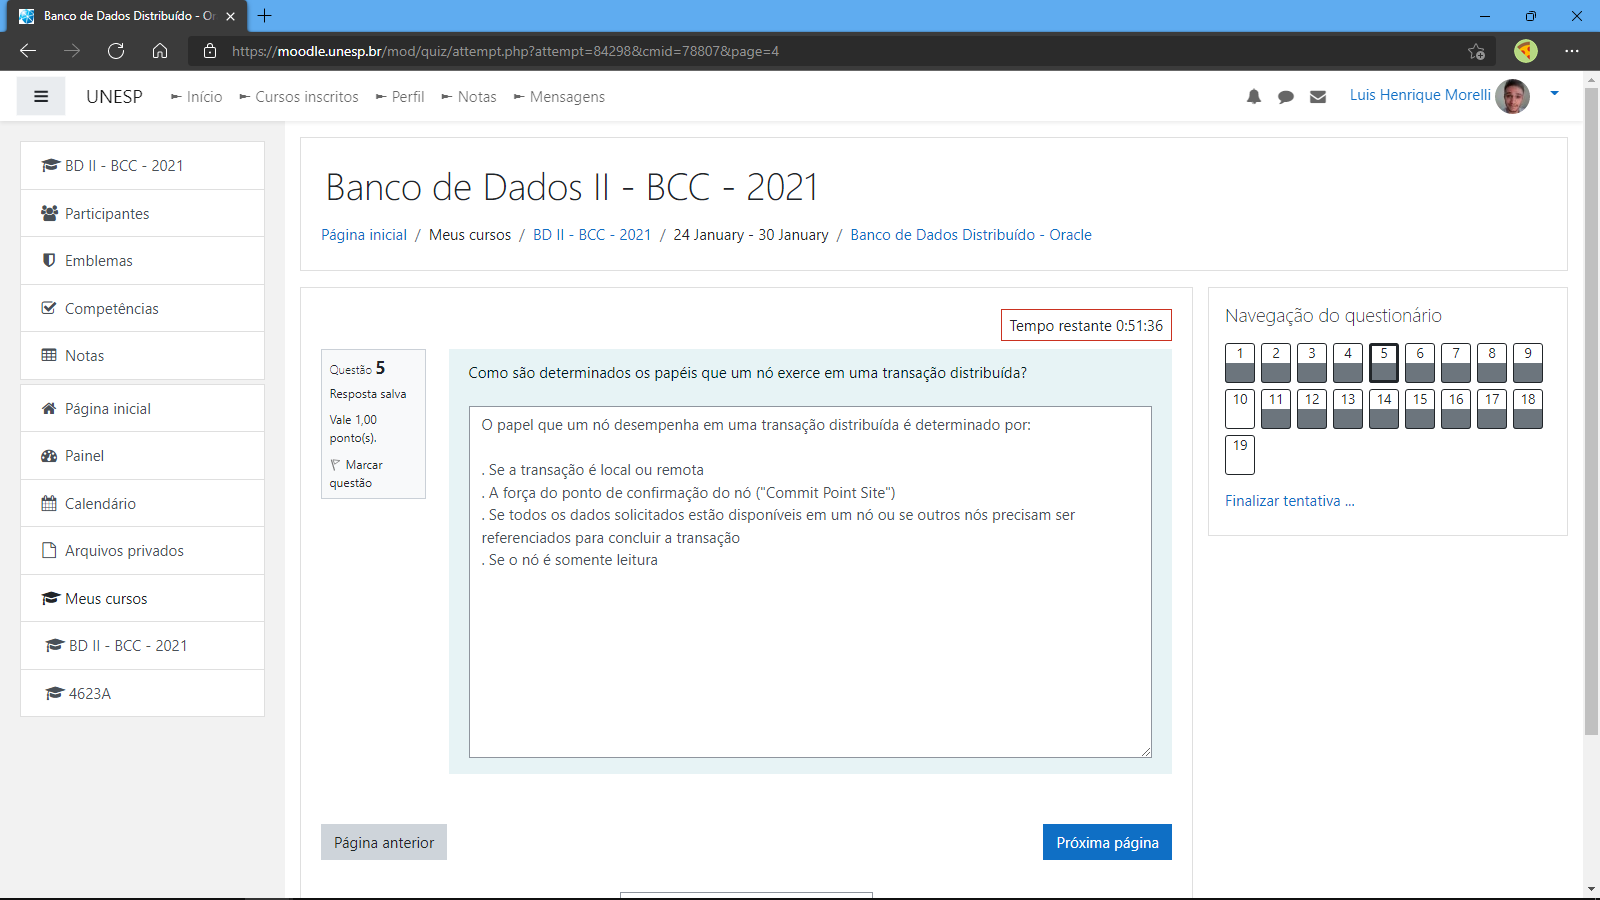 Banco de Dados Distribuído - Or
https://moodle.unesp.br/mod/quiz/attempt.php?attempt=84298&cmid=78807&page=4
UNESP
Início
Cursos inscritos
Perfil
Notas
Mensagens
Luis Henrique Morelli
BD II - BCC - 2021
Participantes
Emblemas
Competências
Notas
Página inicial
Painel
Calendário
Arquivos privados
Meus cursos
BD II - BCC - 2021
4623A
Banco de Dados II - BCC - 2021
Página inicial / Meus cursos / BD II - BCC - 2021 / 24 January - 30 January / Banco de Dados Distribuído - Oracle
Tempo restante 0:51:36
Questão 5
Resposta salva
Vale 1,00
ponto(s).
Marcar
questão
Como são determinados os papéis que um nó exerce em uma transação distribuída?
O papel que um nó desempenha em uma transação distribuída é determinado por:
. Se a transação é local ou remota
. A força do ponto de confirmação do nó ("Commit Point Site")
. Se todos os dados solicitados estão disponíveis em um nó ou se outros nós precisam ser
referenciados para concluir a transação
. Se o nó é somente leitura
Página anterior
Próxima página
Navegação do questionário
1 2 3 4 5 6 7 8 9
10 11 12 13 14 15 16 17 18
19
Finalizar tentativa ...